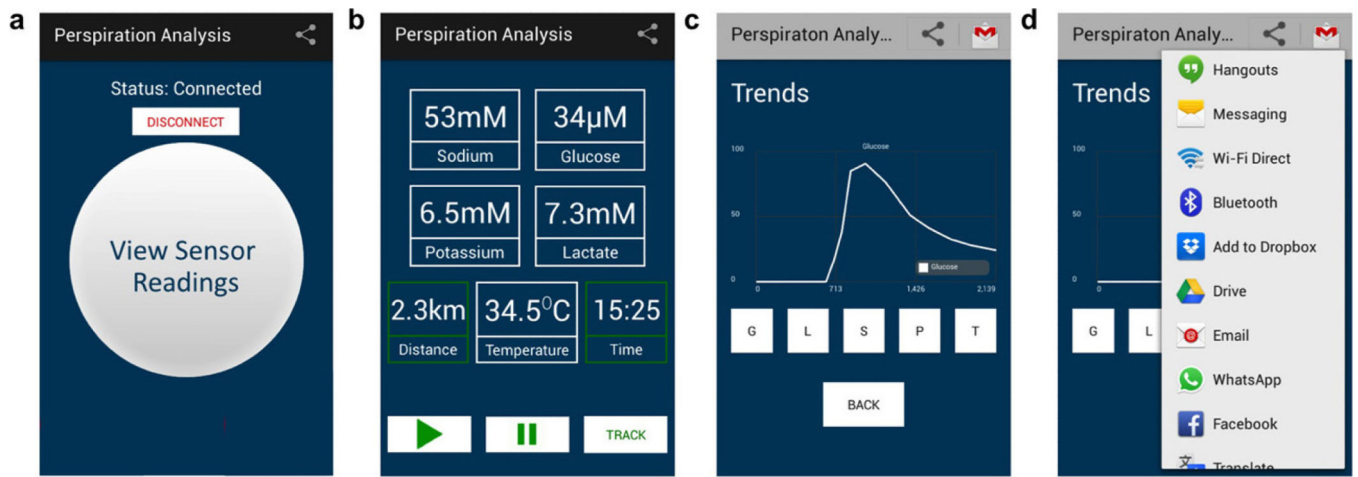 a
Perspiration Analysis
Status: Connected
DISCONNECT
View Sensor
Readings
b
Perspiration Analysis
53mM
Sodium
34µM
Glucose
6.5mM
Potassium
7.3mM
Lactate
2.3km
Distance
34.5⁰C
Temperature
15:25
Time
TRACK
c
Perspiraton Analy...
Trends
Glucose
100
50
0
0 713 1,426 2,139
Glucose
G L S P T
BACK
d
Perspiraton Analy...
Trends
100
50
0
0
G L
Hangouts
Messaging
Wi-Fi Direct
Bluetooth
Add to Dropbox
Drive
Email
WhatsApp
Facebook
Translate